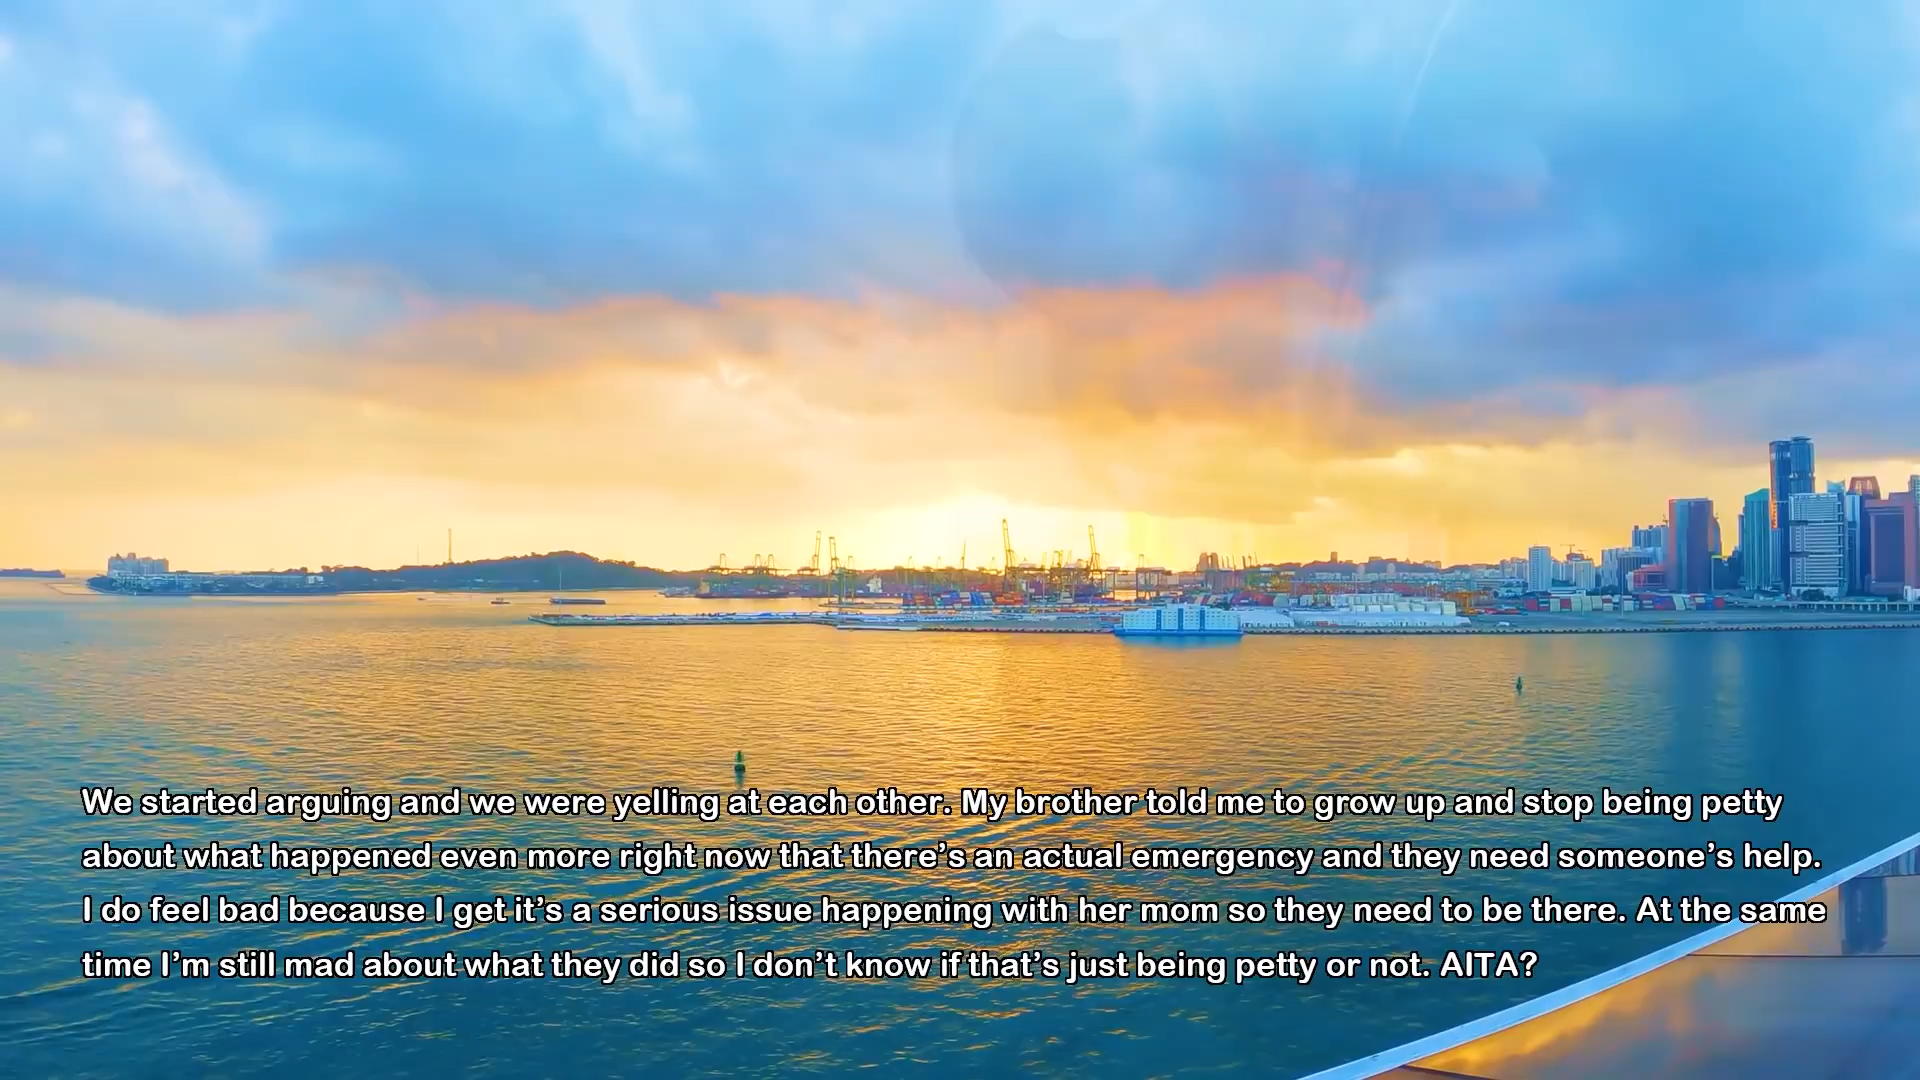 We started arguing and we were yelling at each other. My brother told me to grow up and stop being petty
about what happened even more right now that there’s an actual emergency and they need someone’s help.
I do feel bad because I get it’s a serious issue happening with her mom so they need to be there. At the same
time I’m still mad about what they did so I don’t know if that’s just being petty or not. AITA?